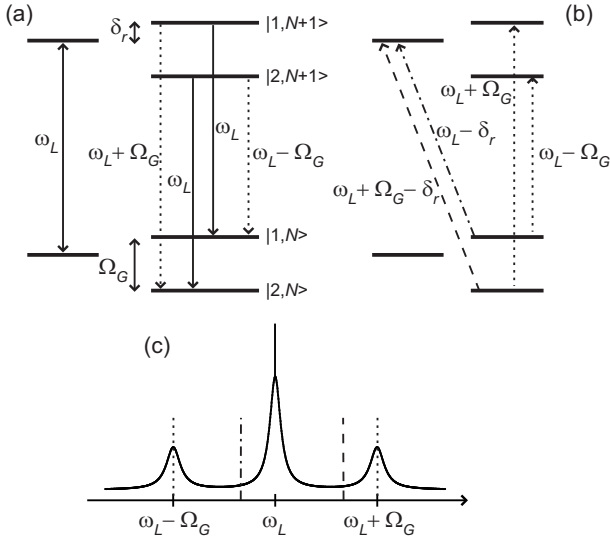 (a)
δr
|1,N+1>
|2,N+1>
ωL
ωL+ ΩG
ωL
ωL
ωL− ΩG
ΩG
|1,N>
|2,N>
(b)
ωL+ ΩG
ωL− δr
ωL+ ΩG− δr
ωL− ΩG
(c)
ωL− ΩG
ωL
ωL+ ΩG